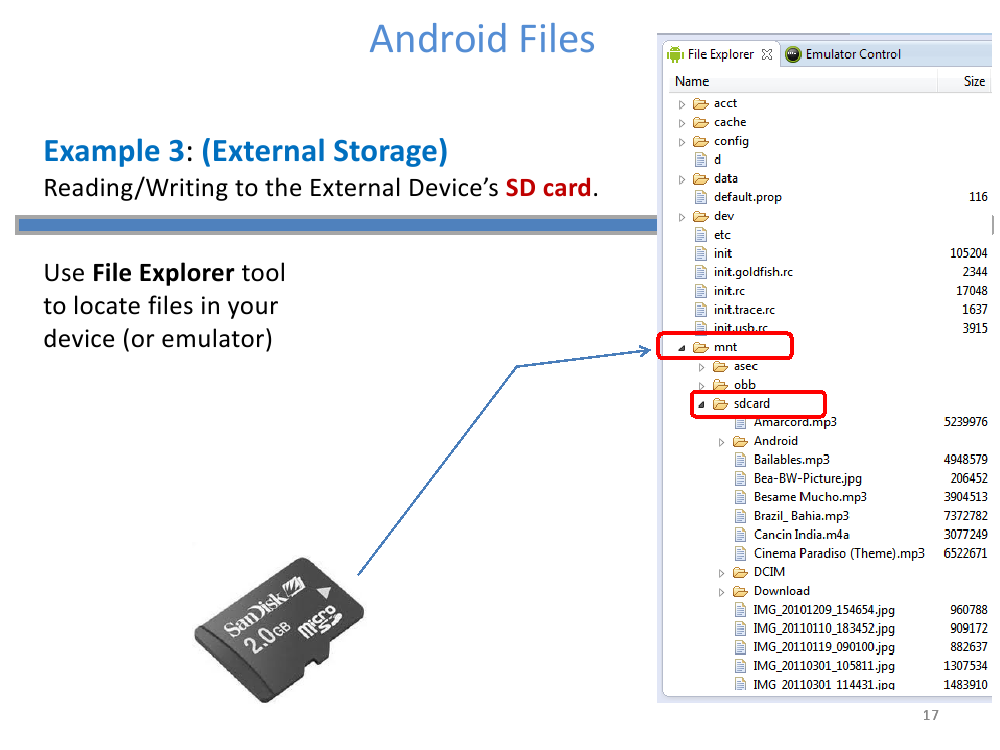 Android Files
Example 3: (External Storage)
Reading/Writing to the External Device's SD card.
Use File Explorer tool
to locate files in your
device (or emulator)
SanDisk
2.0GB
micro
SD
File Explorer Emulator Control
Name Size
acct
cache
config
d
data
default.prop 116
dev
etc
init 105204
init.goldfish.rc 2344
init.rc 17048
init.trace.rc 1637
init.usb.rc 3915
mnt
asec
obb
sdcard
Amarcord.mp3 5239976
Android
Bailables.mp3 4948579
Bea-BW-Picture.jpg 206452
Besame Mucho.mp3 3904513
Brazil_ Bahia.mp3 7372782
Cancin India.m4a 3077249
Cinema Paradiso (Theme).mp3 6522671
DCIM
Download
IMG_20101209_154654.jpg 960788
IMG_20110110_183452.jpg 909172
IMG_20110119_090100.jpg 882637
IMG_20110301_105811.jpg 1307534
IMG_20110301_114431.jpg 1483910
17